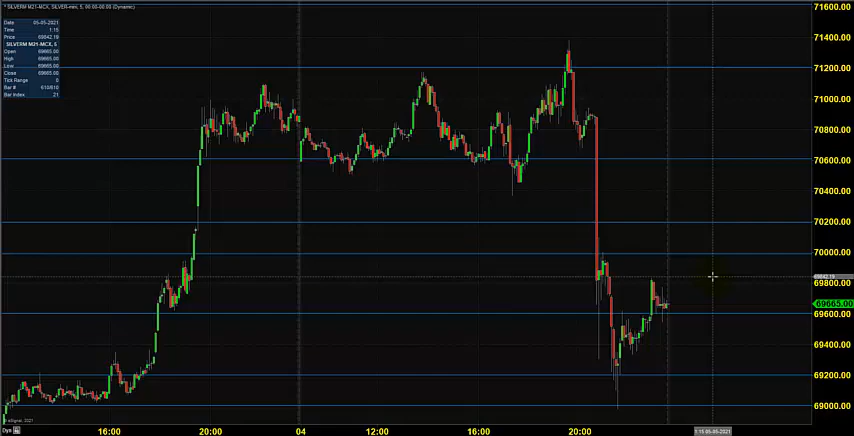 * SILVERM M21-MCX, SILVER-mini, 5, 00:00-00:00 (Dynamic)
Date 05-05-2021
Time 1:15
Price 69842.19
SILVERM M21-MCX, 5
Open 69665.00
High 69665.00
Low 69665.00
Close 69665.00
Tick Range 0
Bar # 610/610
Bar Index 21
71600.00
71200.00
71000.00
70800.00
70600.00
70400.00
70200.00
70000.00
69842.19
69800.00
69665.00
69600.00
69400.00
69200.00
69000.00
© eSignal, 2021
Dyn
16:00 20:00 04 12:00 16:00 20:00 1:15 05-05-2021